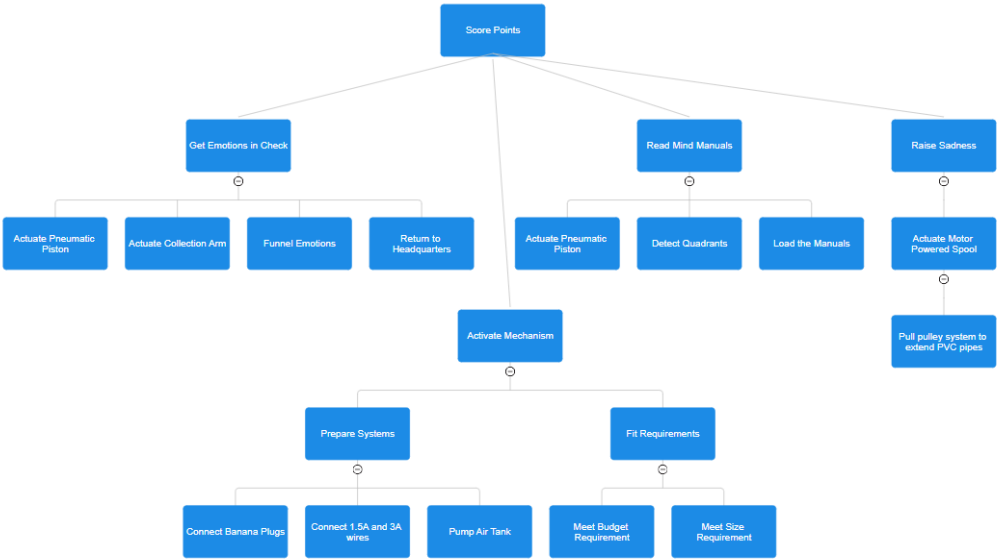 Score Points
Get Emotions in Check
Read Mind Manuals
Raise Sadness
Actuate Pneumatic
Piston
Actuate Collection Arm
Funnel Emotions
Return to
Headquarters
Actuate Pneumatic
Piston
Detect Quadrants
Load the Manuals
Actuate Motor
Powered Spool
Activate Mechanism
Pull pulley system to
extend PVC pipes
Prepare Systems
Fit Requirements
Connect Banana Plugs
Connect 1.5A and 3A
wires
Pump Air Tank
Meet Budget
Requirement
Meet Size
Requirement